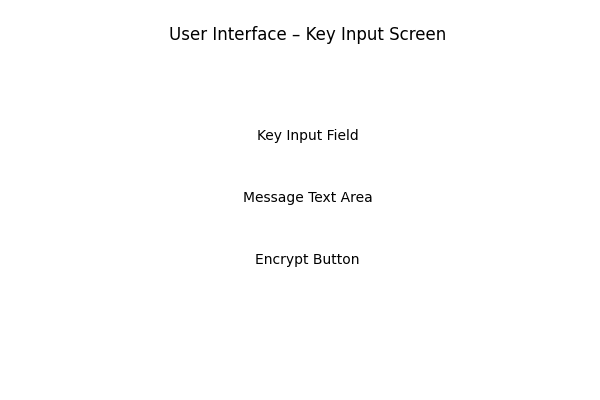 User Interface – Key Input Screen
Key Input Field
Message Text Area
Encrypt Button